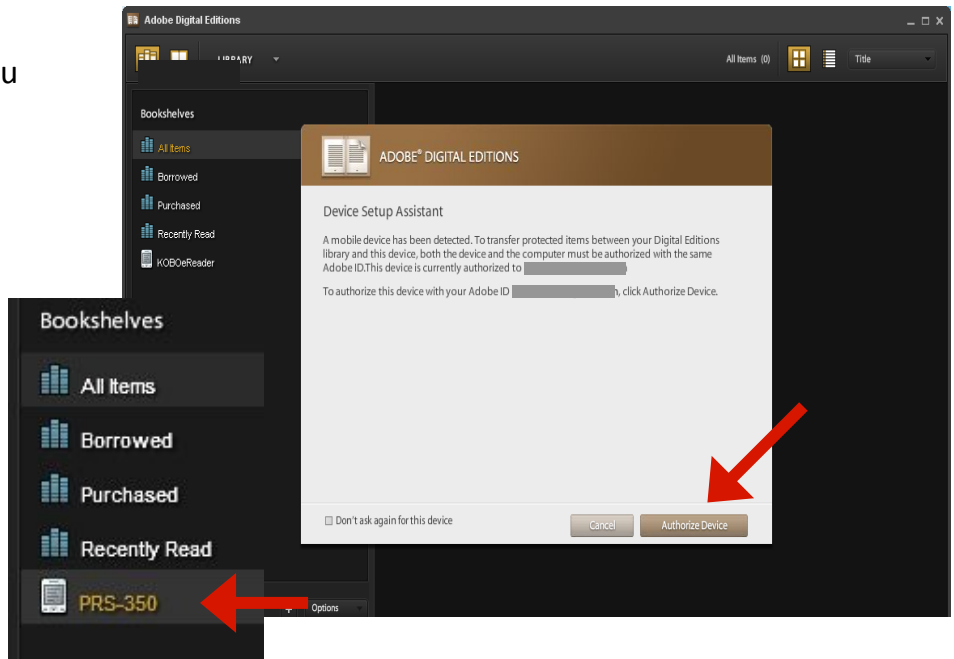 u
Adobe Digital Editions
LIBRARY
All Items (0)
Title
Bookshelves
All Items
Borrowed
Purchased
Recently Read
KOBOeReader
ADOBE® DIGITAL EDITIONS
Device Setup Assistant
A mobile device has been detected. To transfer protected items between your Digital Editions
library and this device, both the device and the computer must be authorized with the same
Adobe ID.This device is currently authorized to
To authorize this device with your Adobe ID , click Authorize Device.
Don't ask again for this device
Cancel
Authorize Device
Bookshelves
All Items
Borrowed
Purchased
Recently Read
PRS-350
+ Options